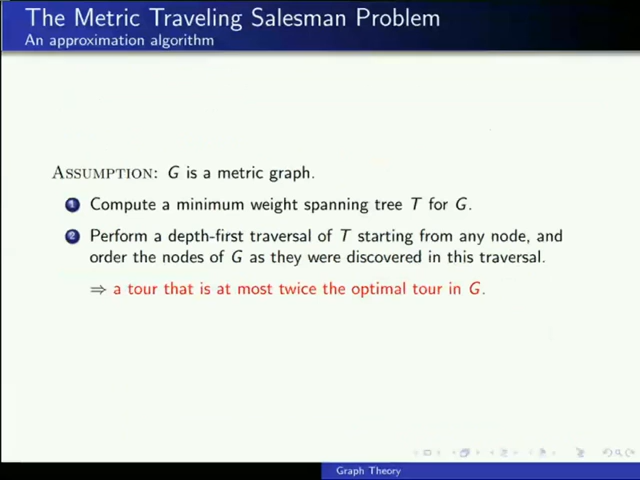 The Metric Traveling Salesman Problem
An approximation algorithm
ASSUMPTION: G is a metric graph.
1 Compute a minimum weight spanning tree T for G.
2 Perform a depth-first traversal of T starting from any node, and
order the nodes of G as they were discovered in this traversal.
⇒ a tour that is at most twice the optimal tour in G.
Graph Theory